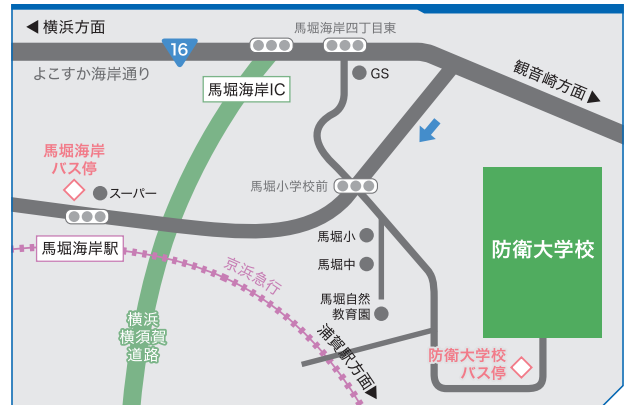 ◀横浜方面
馬堀海岸四丁目東
16
よこすか海岸通り
GS
観音崎方面▶
馬堀海岸IC
馬堀海岸
バス停
スーパー
馬堀小学校前
馬堀海岸駅
馬堀小
防衛大学校
京浜急行
馬堀中
馬堀自然
教育園
横浜
横須賀
道路
浦賀駅方面▶
防衛大学校
バス停